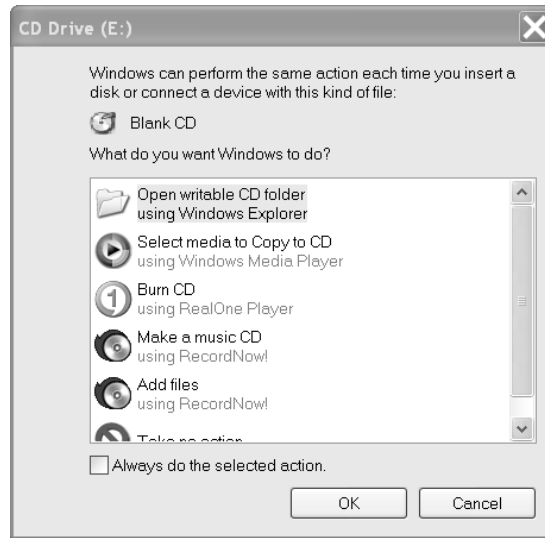 CD Drive (E:)
Windows can perform the same action each time you insert a
disk or connect a device with this kind of file:
Blank CD
What do you want Windows to do?
Open writable CD folder
using Windows Explorer
Select media to Copy to CD
using Windows Media Player
Burn CD
using RealOne Player
Make a music CD
using RecordNow!
Add files
using RecordNow!
Take no action
Always do the selected action.
OK
Cancel